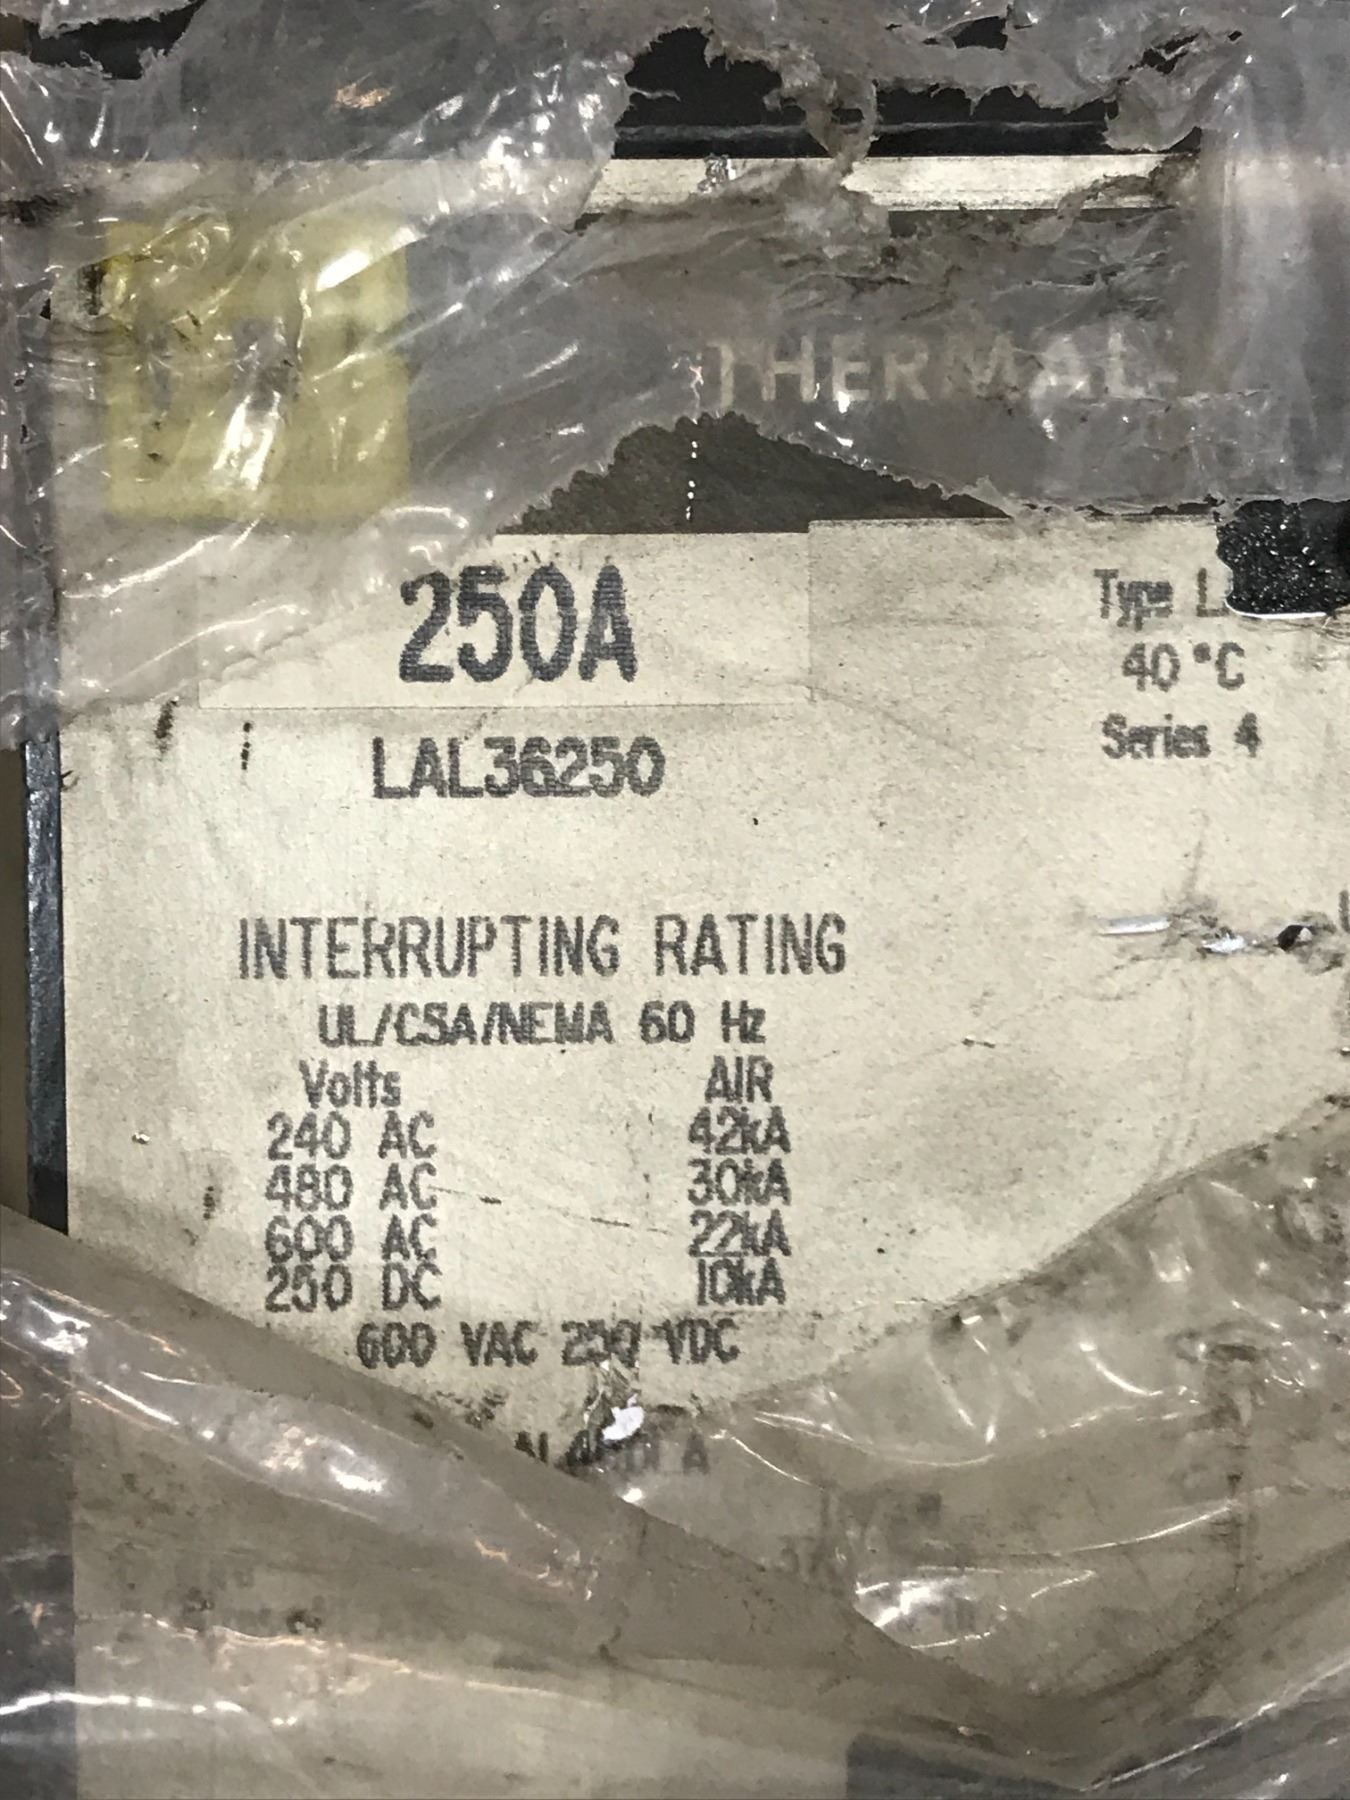 THERMAL-
250A
Type L
40°C
Series 4
LAL36250
INTERRUPTING RATING
UL/CSA/NEMA 60 Hz
Volts AIR
240 AC 42kA
480 AC 30kA
600 AC 22kA
250 DC 10kA
600 VAC 250 VDC